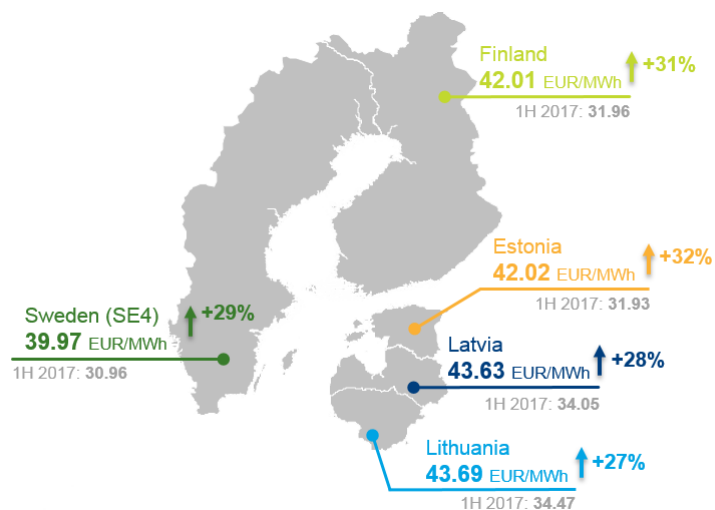 Finland
42.01 EUR/MWh +31%
1H 2017: 31.96
Estonia
42.02 EUR/MWh +32%
1H 2017: 31.93
Sweden (SE4) +29%
39.97 EUR/MWh
1H 2017: 30.96
Latvia
43.63 EUR/MWh +28%
1H 2017: 34.05
Lithuania
43.69 EUR/MWh +27%
1H 2017: 34.47